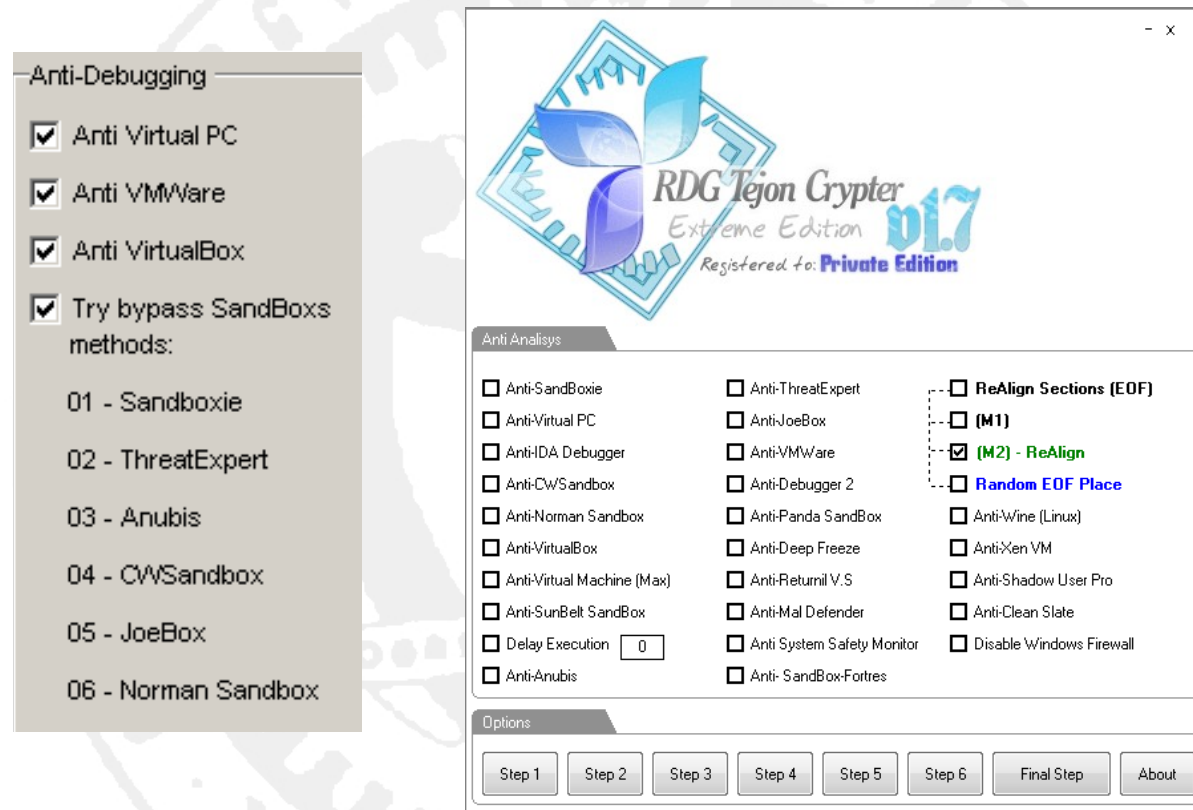 Anti-Debugging
Anti Virtual PC
Anti VMWare
Anti VirtualBox
Try bypass SandBoxs
methods:
01 - Sandboxie
02 - ThreatExpert
03 - Anubis
04 - CWSandbox
05 - JoeBox
06 - Norman Sandbox
- x
RDG Tejon Crypter
Extreme Edition v1.7
Registered to: Private Edition
Anti Analisys
Anti-SandBoxie
Anti-Virtual PC
Anti-IDA Debugger
Anti-CWSandbox
Anti-Norman Sandbox
Anti-VirtualBox
Anti-Virtual Machine (Max)
Anti-SunBelt SandBox
Delay Execution 0
Anti-Anubis
Anti-ThreatExpert
Anti-JoeBox
Anti-VMWare
Anti-Debugger 2
Anti-Panda SandBox
Anti-Deep Freeze
Anti-Returnil V.S
Anti-Mal Defender
Anti System Safety Monitor
Anti- SandBox-Fortres
ReAlign Sections (EOF)
(M1)
(M2) - ReAlign
Random EOF Place
Anti-Wine (Linux)
Anti-Xen VM
Anti-Shadow User Pro
Anti-Clean Slate
Disable Windows Firewall
Options
Step 1 Step 2 Step 3 Step 4 Step 5 Step 6 Final Step About